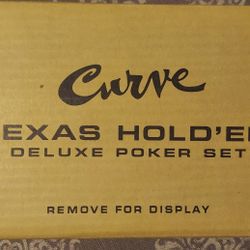 Curve
EXAS HOLD'E
DELUXE POKER SET
REMOVE FOR DISPLAY